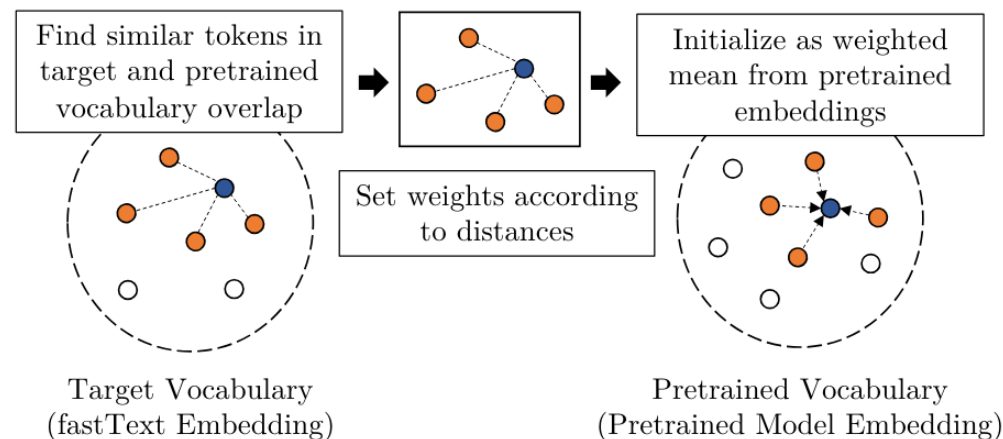 Find similar tokens in
target and pretrained
vocabulary overlap
Set weights according
to distances
Initialize as weighted
mean from pretrained
embeddings
Target Vocabulary
(fastText Embedding)
Pretrained Vocabulary
(Pretrained Model Embedding)